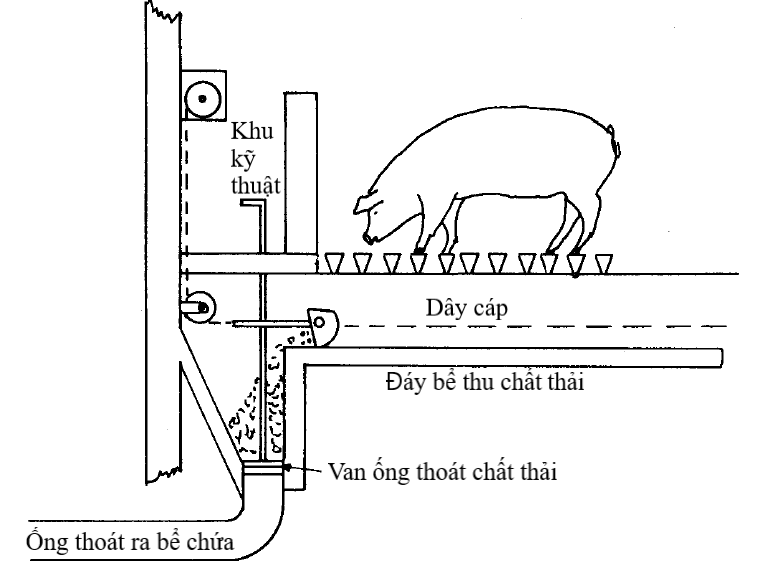 Khu
kỹ
thuật
Dây cáp
Đáy bể thu chất thải
Van ống thoát chất thải
Ống thoát ra bể chứa